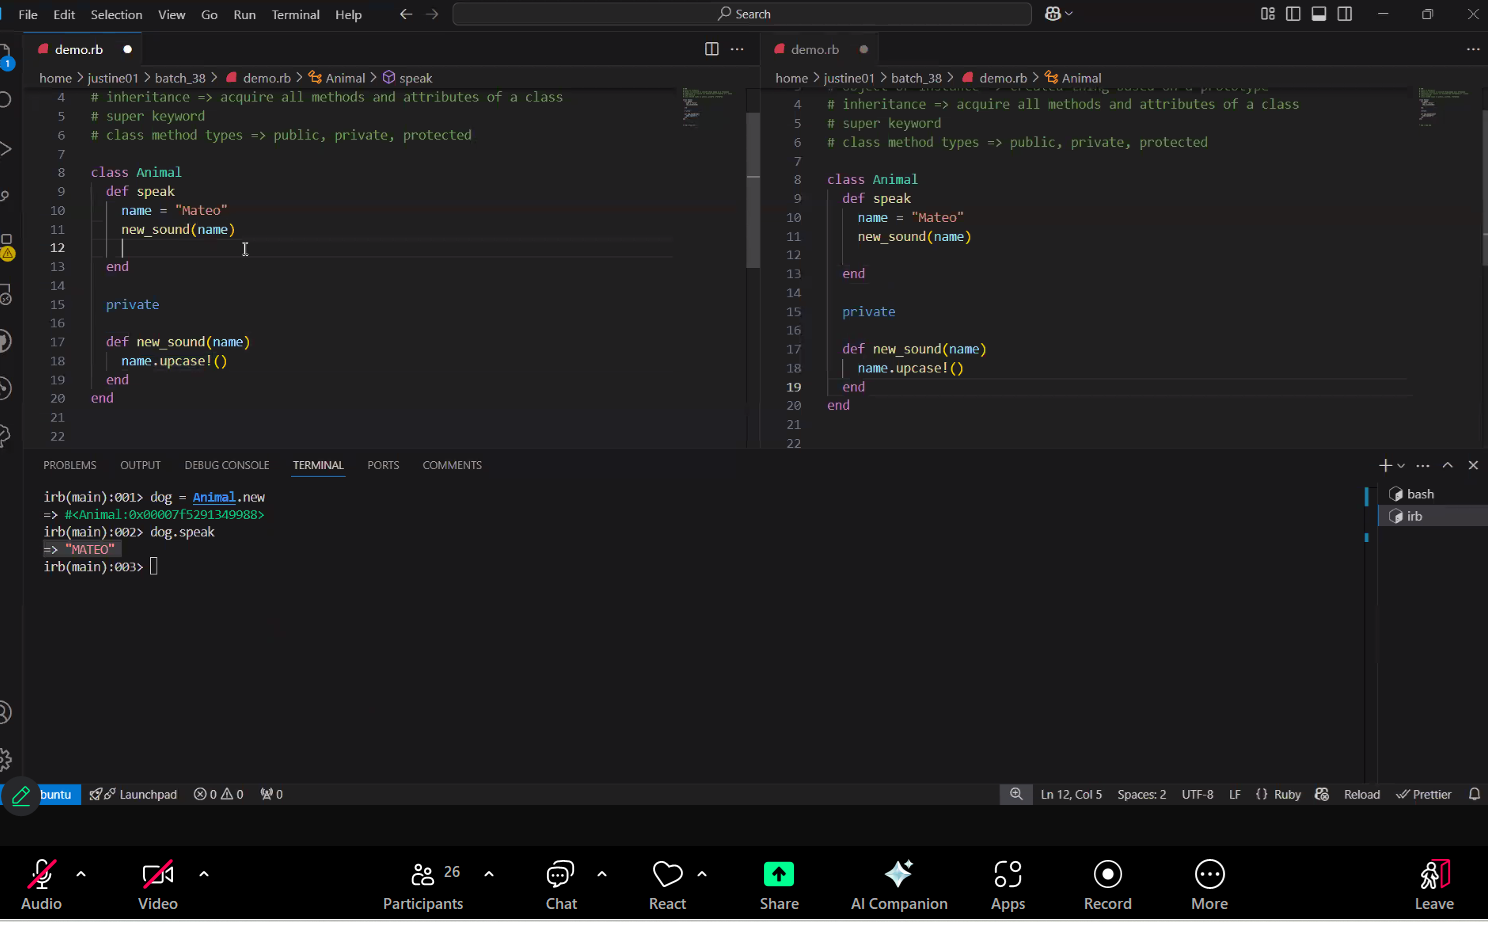 File Edit Selection View Go Run Terminal Help Search
demo.rb
home > justine01 > batch_38 > demo.rb > Animal > speak
4 # inheritance => acquire all methods and attributes of a class
5 # super keyword
6 # class method types => public, private, protected
7
8 class Animal
9 def speak
10 name = "Mateo"
11 new_sound(name)
12
13 end
14
15 private
16
17 def new_sound(name)
18 name.upcase!()
19 end
20 end
21
22
demo.rb
home > justine01 > batch_38 > demo.rb > Animal
3 # object or instance => created thing based on a prototype
4 # inheritance => acquire all methods and attributes of a class
5 # super keyword
6 # class method types => public, private, protected
7
8 class Animal
9 def speak
10 name = "Mateo"
11 new_sound(name)
12
13 end
14
15 private
16
17 def new_sound(name)
18 name.upcase!()
19 end
20 end
21
22
1
PROBLEMS OUTPUT DEBUG CONSOLE TERMINAL PORTS COMMENTS
irb(main):001> dog = Animal.new
=> #<Animal:0x00007f5291349988>
irb(main):002> dog.speak
=> "MATEO"
irb(main):003>
bash
irb
buntu Launchpad 0 0 0 Ln 12, Col 5 Spaces: 2 UTF-8 LF {} Ruby Reload Prettier
26
Audio Video Participants Chat React Share AI Companion Apps Record More Leave